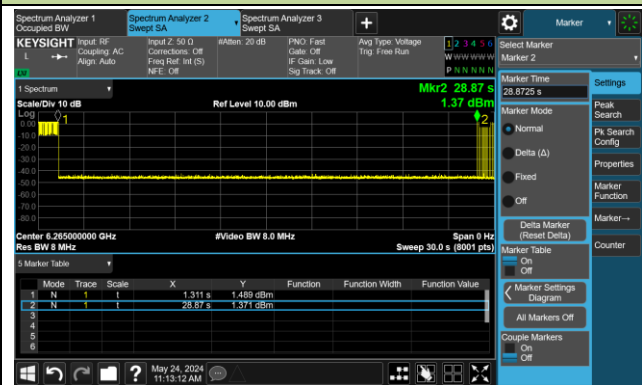 Spectrum Analyzer 1
Occupied BW
Spectrum Analyzer 2
Swept SA
Spectrum Analyzer 3
Swept SA
+
Marker
KEYSIGHT
L
LNI
Input: RF
Coupling: AC
Align: Auto
Input Z: 50 Ω
Corrections: Off
Freq Ref: Int (S)
NFE: Off
#Atten: 20 dB
PNO: Fast
Gate: Off
IF Gain: Low
Sig Track: Off
Avg Type: Voltage
Trig: Free Run
1 2 3 4 5 6
W W W W W W
P N N N N N
Select Marker
Marker 2
1 Spectrum
Mkr2 28.87 s
1.37 dBm
Scale/Div 10 dB
Ref Level 10.00 dBm
Log
0.00
-10.0
-20.0
-30.0
-40.0
-50.0
-60.0
-70.0
-80.0
1
2
Center 6.265000000 GHz
#Video BW 8.0 MHz
Span 0 Hz
Res BW 8 MHz
Sweep 30.0 s (8001 pts)
5 Marker Table
Mode Trace Scale X Y Function Function Width Function Value
1 N 1 t 1.311 s 1.489 dBm
2 N 1 t 28.87 s 1.371 dBm
3
4
5
6
Marker Time
28.8725 s
Marker Mode
Normal
Delta (Δ)
Fixed
Off
Delta Marker
(Reset Delta)
Marker Table
On
Off
Marker Settings
Diagram
All Markers Off
Couple Markers
On
Off
Settings
Peak
Search
Pk Search
Config
Properties
Marker
Function
Marker→
Counter
?
May 24, 2024
11:13:12 AM